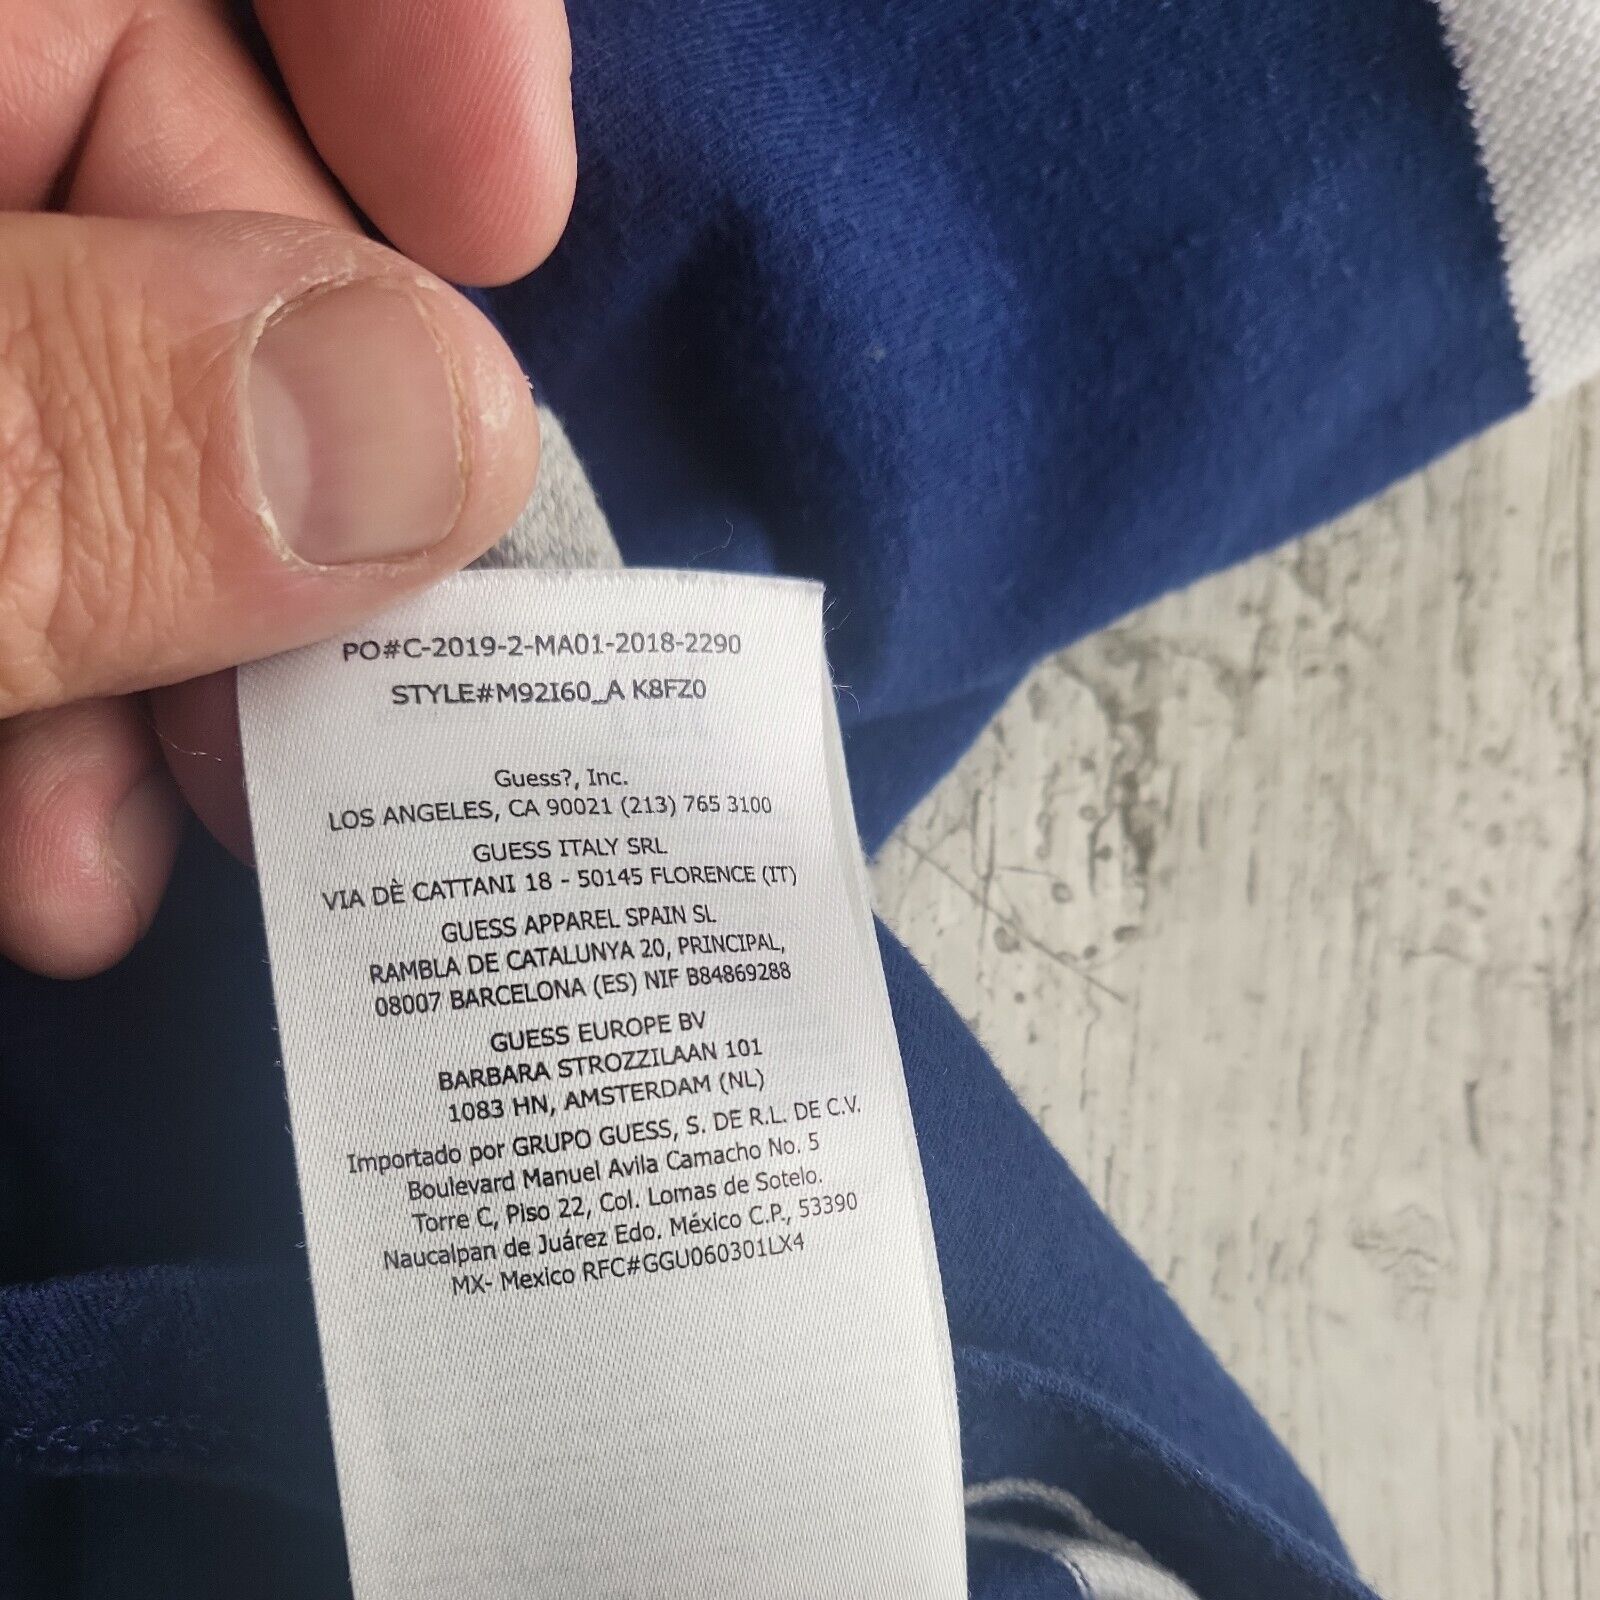 PO#C-2019-2-MA01-2018-2290
STYLE#M92I60_A K8FZ0
Guess?, Inc.
LOS ANGELES, CA 90021 (213) 765 3100
GUESS ITALY SRL
VIA DÈ CATTANI 18 - 50145 FLORENCE (IT)
GUESS APPAREL SPAIN SL
RAMBLA DE CATALUNYA 20, PRINCIPAL,
08007 BARCELONA (ES) NIF B84869288
GUESS EUROPE BV
BARBARA STROZZILAAN 101
1083 HN, AMSTERDAM (NL)
Importado por GRUPO GUESS, S. DE R.L. DE C.V.
Boulevard Manuel Avila Camacho No. 5
Torre C, Piso 22, Col. Lomas de Sotelo.
Naucalpan de Juárez Edo. México C.P., 53390
MX- Mexico RFC#GGU060301LX4